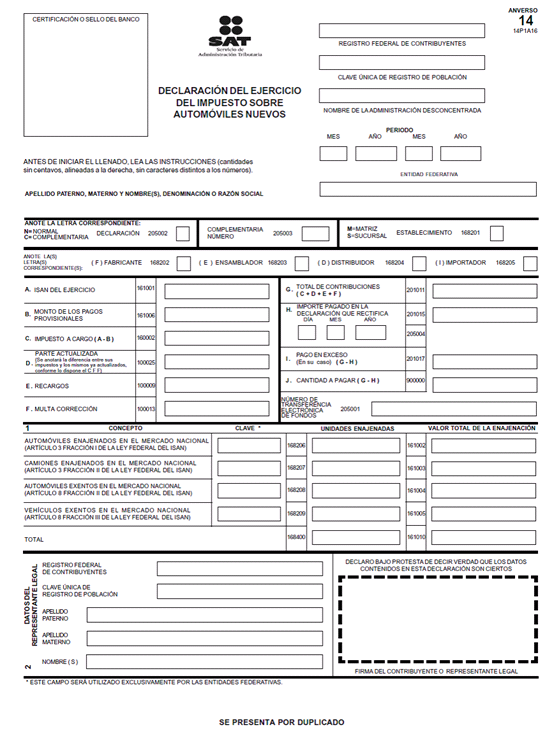 CERTIFICACIÓN O SELLO DEL BANCO
SAT
Servicio de
Administración Tributaria
ANVERSO
14
14P1A16
REGISTRO FEDERAL DE CONTRIBUYENTES
CLAVE ÚNICA DE REGISTRO DE POBLACIÓN
NOMBRE DE LA ADMINISTRACIÓN DESCONCENTRADA
DECLARACIÓN DEL EJERCICIO
DEL IMPUESTO SOBRE
AUTOMÓVILES NUEVOS
PERIODO
MES AÑO MES AÑO
ENTIDAD FEDERATIVA
ANTES DE INICIAR EL LLENADO, LEA LAS INSTRUCCIONES (cantidades
sin centavos, alineadas a la derecha, sin caracteres distintos a los números).
APELLIDO PATERNO, MATERNO Y NOMBRE(S), DENOMINACIÓN O RAZÓN SOCIAL
ANOTE LA LETRA CORRESPONDIENTE:
N=NORMAL
C=COMPLEMENTARIA DECLARACIÓN 205002
COMPLEMENTARIA
NÚMERO 205003
M=MATRIZ
S=SUCURSAL ESTABLECIMIENTO 168201
ANOTE LA(S)
LETRA(S)
CORRESPONDIENTE(S): ( F ) FABRICANTE 168202 ( E ) ENSAMBLADOR 168203 ( D ) DISTRIBUIDOR 168204 ( I ) IMPORTADOR 168205
A. ISAN DEL EJERCICIO 161001
B. MONTO DE LOS PAGOS
PROVISIONALES 161006
C. IMPUESTO A CARGO ( A - B ) 160002
D. PARTE ACTUALIZADA
(Se anotará la diferencia entre sus
impuestos y los mismos ya actualizados,
conforme lo dispone el C F F) 100025
E. RECARGOS 100009
F. MULTA CORRECCIÓN 100013
G. TOTAL DE CONTRIBUCIONES
( C + D + E + F ) 201011
H. IMPORTE PAGADO EN LA
DECLARACIÓN QUE RECTIFICA 201015
DÍA MES AÑO
205004
I. PAGO EN EXCESO
(En su caso) ( G - H ) 201017
J. CANTIDAD A PAGAR ( G - H ) 900000
NÚMERO DE
TRANSFERENCIA
ELECTRÓNICA
DE FONDOS 205001
1 CONCEPTO CLAVE * UNIDADES ENAJENADAS VALOR TOTAL DE LA ENAJENACIÓN
AUTOMÓVILES ENAJENADOS EN EL MERCADO NACIONAL
(ARTÍCULO 3 FRACCIÓN I DE LA LEY FEDERAL DEL ISAN) 168206 161002
CAMIONES ENAJENADOS EN EL MERCADO NACIONAL
(ARTÍCULO 3 FRACCIÓN II DE LA LEY FEDERAL DEL ISAN) 168207 161003
AUTOMÓVILES EXENTOS EN EL MERCADO NACIONAL
(ARTÍCULO 8 FRACCIÓN II DE LA LEY FEDERAL DEL ISAN) 168208 161004
VEHÍCULOS EXENTOS EN EL MERCADO NACIONAL
(ARTÍCULO 8 FRACCIÓN III DE LA LEY FEDERAL DEL ISAN) 168209 161005
TOTAL 168400 161010
2 DATOS DEL
REPRESENTANTE LEGAL
REGISTRO FEDERAL
DE CONTRIBUYENTES
CLAVE ÚNICA DE
REGISTRO DE POBLACIÓN
APELLIDO
PATERNO
APELLIDO
MATERNO
NOMBRE ( S )
DECLARO BAJO PROTESTA DE DECIR VERDAD QUE LOS DATOS
CONTENIDOS EN ESTA DECLARACIÓN SON CIERTOS
FIRMA DEL CONTRIBUYENTE O REPRESENTANTE LEGAL
* ESTE CAMPO SERÁ UTILIZADO EXCLUSIVAMENTE POR LAS ENTIDADES FEDERATIVAS.
SE PRESENTA POR DUPLICADO